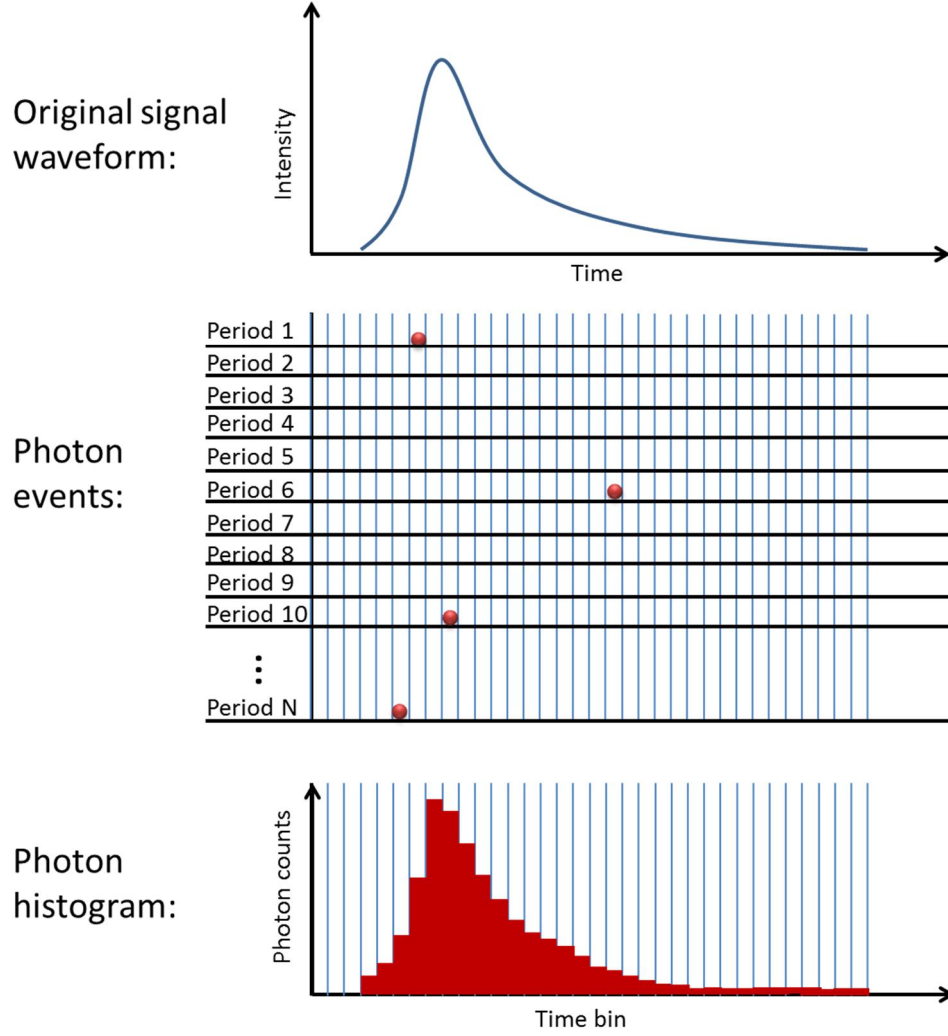 Original signal
waveform:
Intensity
Time
Photon
events:
Period 1
Period 2
Period 3
Period 4
Period 5
Period 6
Period 7
Period 8
Period 9
Period 10
Period N
Photon
histogram:
Photon counts
Time bin